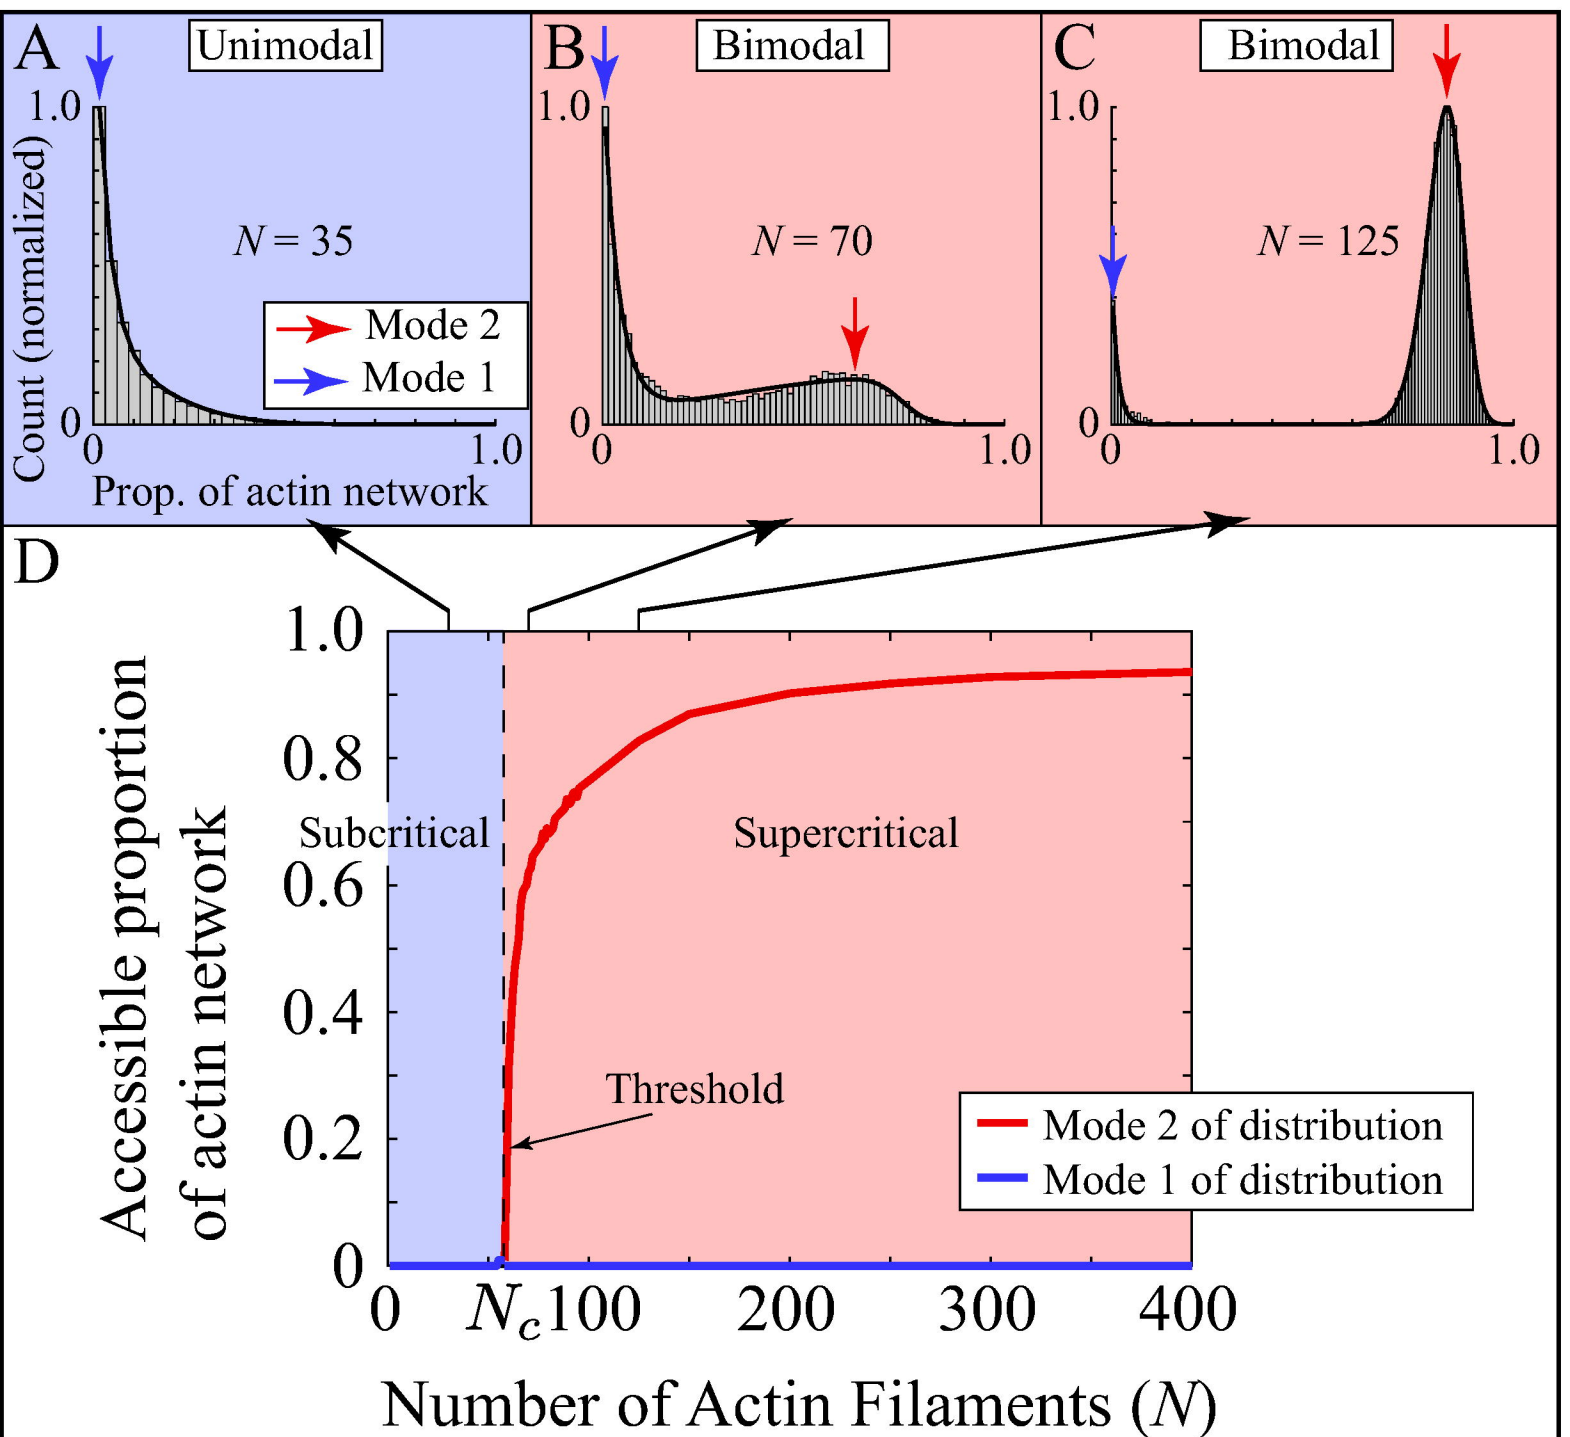 A
Unimodal
1.0
Count (normalized)
N = 35
Mode 2
Mode 1
0
0
1.0
Prop. of actin network
B
Bimodal
1.0
N = 70
0
0
1.0
C
Bimodal
1.0
N = 125
0
0
1.0
D
1.0
0.8
0.6
0.4
0.2
0
Accessible proportion
of actin network
Subcritical
Supercritical
Threshold
Mode 2 of distribution
Mode 1 of distribution
0 Nc 100 200 300 400
Number of Actin Filaments (N)